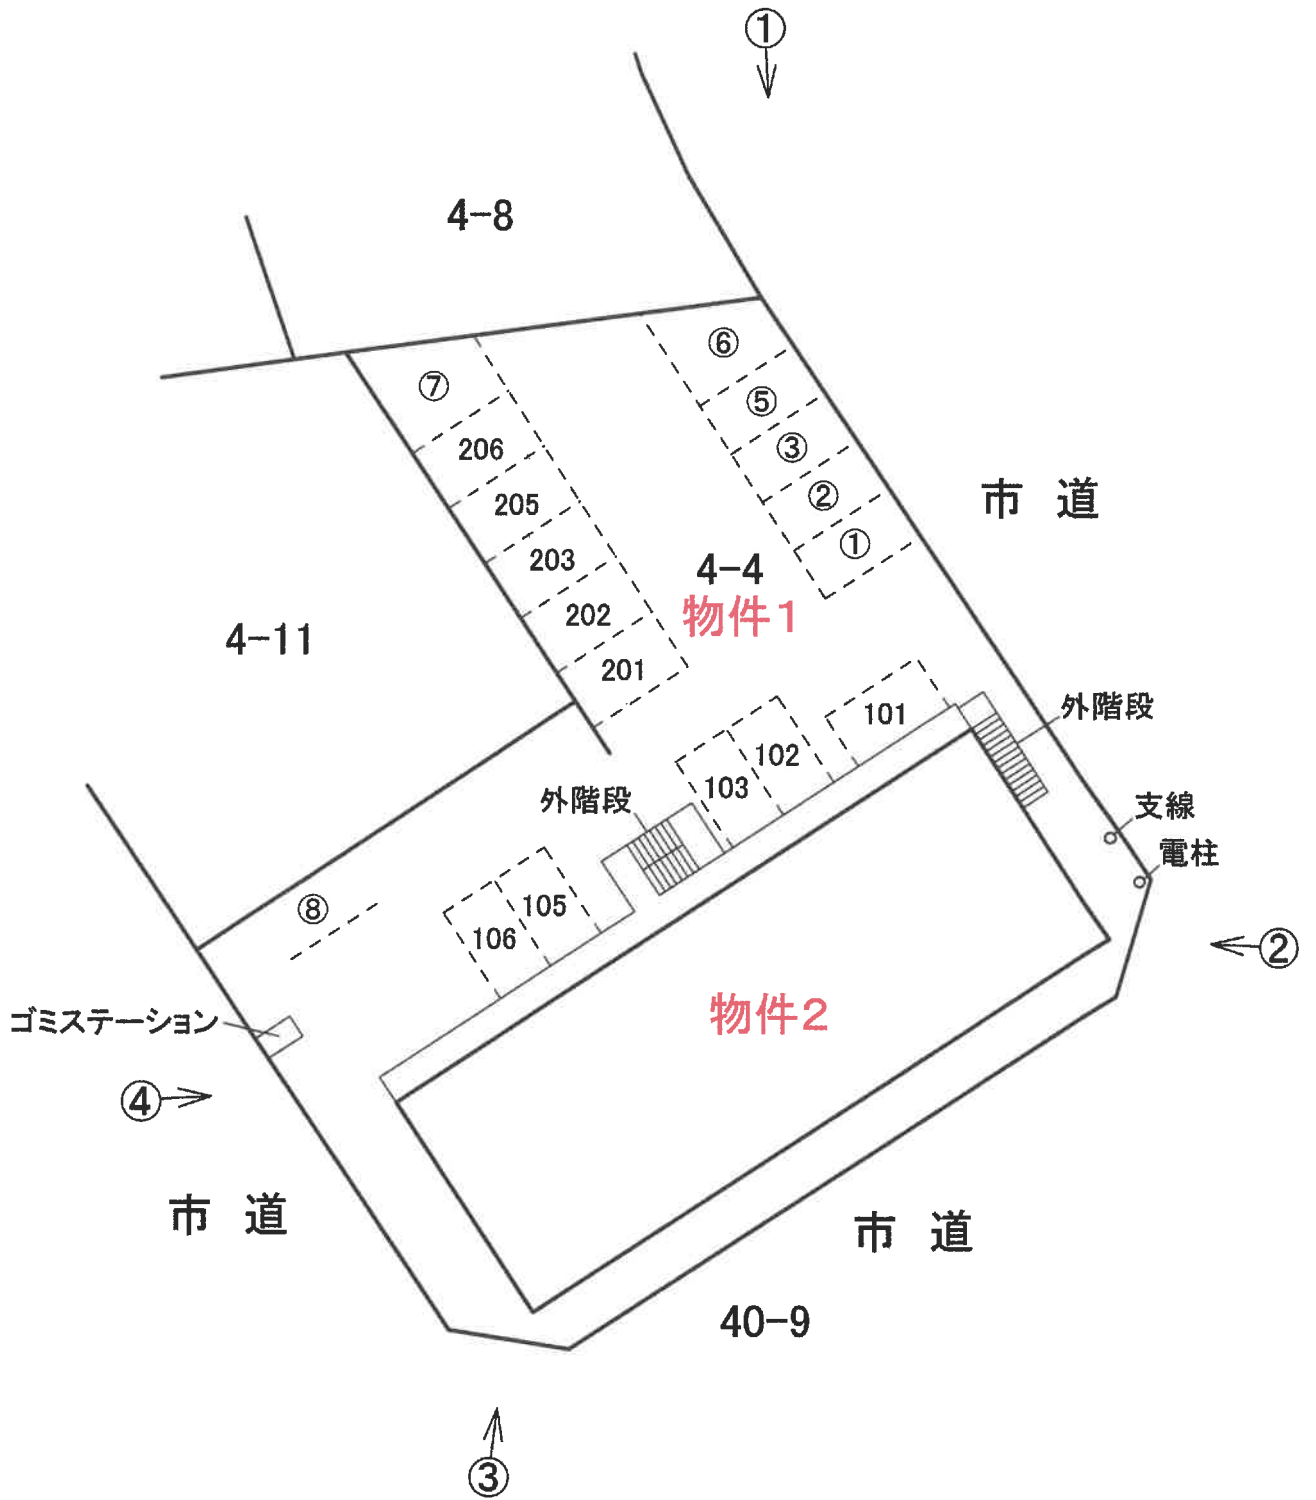 ①
4-8
⑥
⑦
⑤
206
③
205
②
市 道
①
203
4-4
物件1
202
4-11
201
101
外階段
102
103
外階段
支線
電柱
⑧
105
106
②
物件2
ゴミステーション
④
市 道
市 道
40-9
③